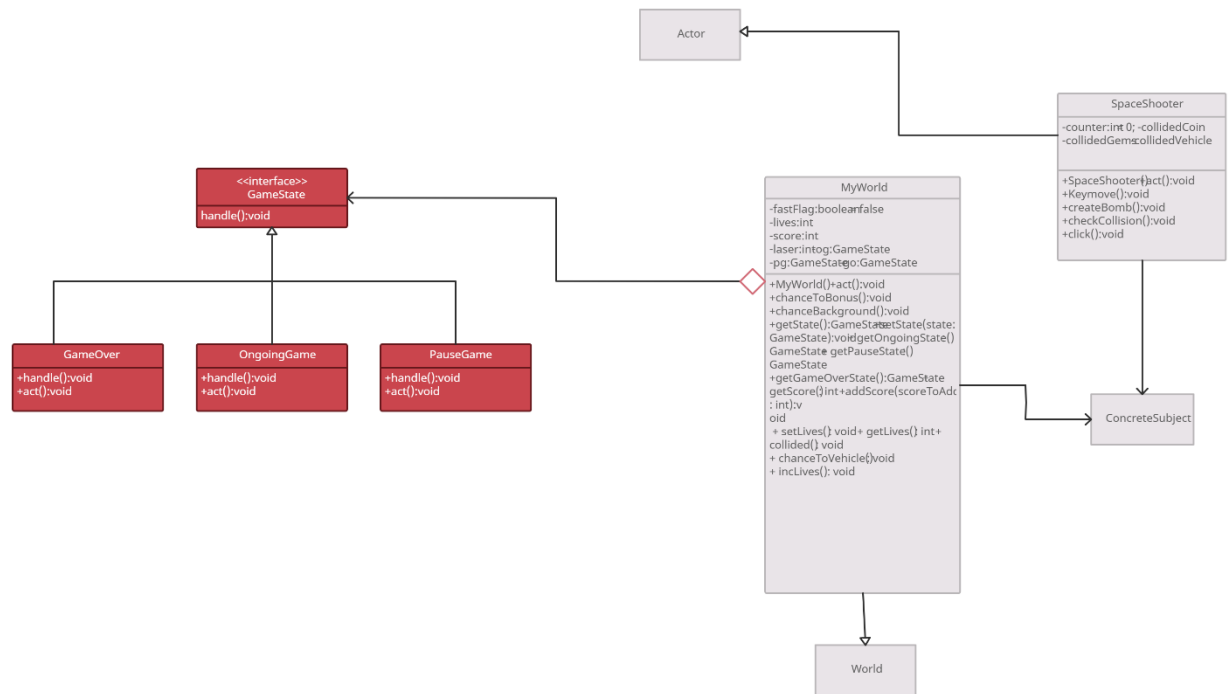 Actor
SpaceShooter
-counter:int = 0; -collidedCoin
-collidedGems-collidedVehicle
+SpaceShooter()+act():void
+Keymove():void
+createBomb():void
+checkCollision():void
+click():void
<<interface>>
GameState
handle():void
MyWorld
-fastFlag:boolean=false
-lives:int
-score:int
-laser:int-og:GameState
-pg:GameState-go:GameState
+MyWorld()+act():void
+chanceToBonus():void
+chanceBackground():void
+getState():GameState+setState(state:
GameState):void+dgetOngoingState()
GameState+ getPauseState()
GameState
+getGameOverState():GameState+
getScore():int+addScore(scoreToAdd
: int):v
oid
+ setLives(): void+ getLives(): int+
collided(): void
+ chanceToVehicle():void
+ incLives(): void
GameOver
+handle():void
+act():void
OngoingGame
+handle():void
+act():void
PauseGame
+handle():void
+act():void
ConcreteSubject
World